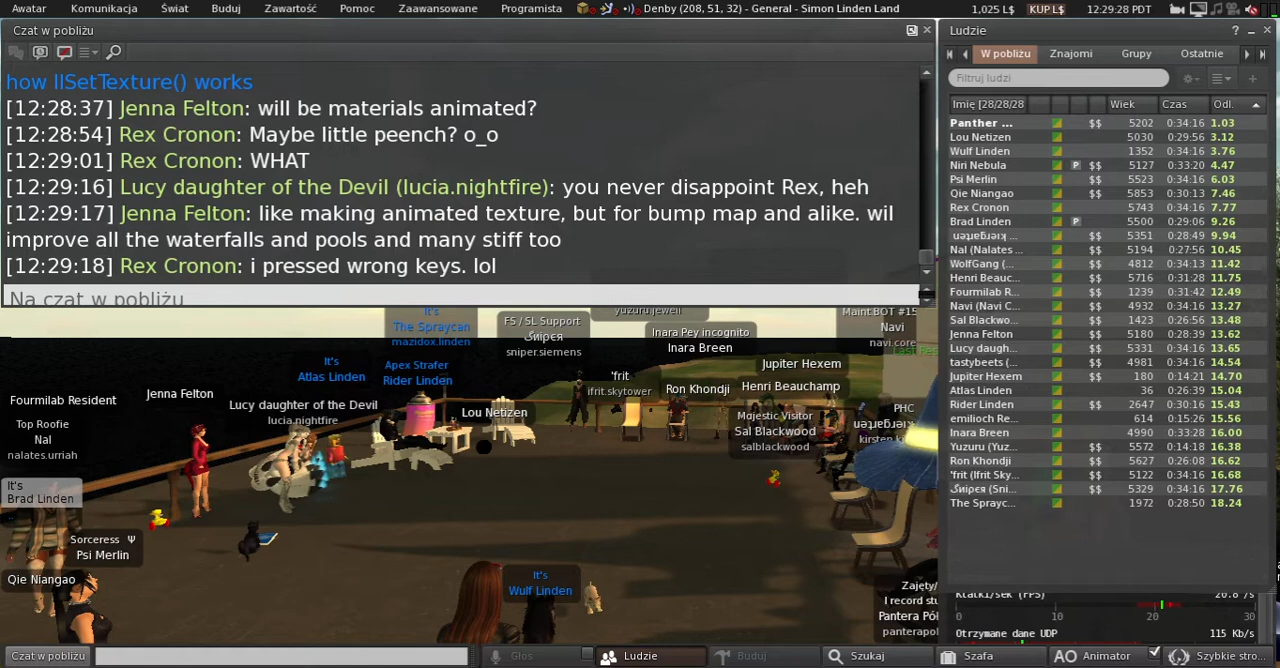 Awatar Komunikacja Świat Buduj Zawartość Pomoc Zaawansowane Programista Denby (208, 51, 32) - General - Simon Linden Land 1,025 L$ KUP L$ 12:29:28 PDT
Czat w pobliżu
how llSetTexture() works
[12:28:37] Jenna Felton: will be materials animated?
[12:28:54] Rex Cronon: Maybe little peench? o_o
[12:29:01] Rex Cronon: WHAT
[12:29:16] Lucy daughter of the Devil (lucia.nightfire): you never disappoint Rex, heh
[12:29:17] Jenna Felton: like making animated texture, but for bump map and alike. wil
improve all the waterfalls and pools and many stiff too
[12:29:18] Rex Cronon: i pressed wrong keys. lol
Na czat w pobliżu
Ludzie
W pobliżu Znajomi Grupy Ostatnie
Filtruj ludzi
Imię [28/28/28 Wiek Czas Odl.
Panther ... $$ 5202 0:34:16 1.03
Lou Netizen 5030 0:29:56 3.12
Wulf Linden 1352 0:34:16 3.76
Niri Nebula P $$ 5127 0:33:20 4.47
Psi Merlin $$ 5523 0:34:16 6.03
Qie Niangao $$ 5853 0:30:13 7.46
Rex Cronon 5743 0:34:16 7.77
Brad Linden P 5500 0:29:06 9.26
$$ 5351 0:28:49 9.94
Nal (Nalates ... $$ 5194 0:27:56 10.45
WolfGang (... $$ 4812 0:34:13 11.42
Henri Beauc... $$ 5716 0:31:28 11.75
Fourmilab R... $$ 1239 0:31:42 12.49
Navi (Navi C... $$ 4932 0:34:16 13.27
Sal Blackwo... $$ 1423 0:26:56 13.48
Jenna Felton $$ 5180 0:28:39 13.62
Lucy daugh... $$ 5331 0:34:16 13.65
tastybeets (... $$ 4981 0:34:16 14.54
Jupiter Hexem $$ 180 0:14:21 14.70
Atlas Linden 36 0:26:39 15.04
Rider Linden $$ 2647 0:30:16 15.43
emilioch Re... 614 0:15:26 15.56
Inara Breen 4990 0:33:28 16.00
Yuzuru (Yuz... $$ 5572 0:14:18 16.38
Ron Khondji $$ 5627 0:26:08 16.62
'frit (Ifrit Sky... $$ 5122 0:34:16 16.68
(Sni... $$ 5329 0:34:16 17.76
The Sprayc... 1972 0:28:50 18.24
Klatki/sek (FPS) 20.8 /s
0 10 20 30
Otrzymane dane UDP 115 Kb/s
It's
The Spraycan
mazidox.linden
FS / SL Support
sniper.siemens
yuzuru.jewell
Inara Pey incognito
Inara Breen
Maint BOT #15
Navi
navi.core
It's
Atlas Linden
Apex Strafer
Rider Linden
'frit
ifrit.skytower
Jupiter Hexem
Henri Beauchamp
Ron Khondji
Fourmilab Resident
Jenna Felton
Lucy daughter of the Devil
lucia.nightfire
Lou Netizen
Majestic Visitor
Sal Blackwood
salblackwood
PHC
Top Roofie
Nal
nalates.urriah
It's
Brad Linden
Sorceress Ψ
Psi Merlin
Qie Niangao
It's
Wulf Linden
Zajęty/
I record stu
Pantera Pól
panterapol
Czat w pobliżu Głos Ludzie Buduj Szukaj Szafa AO Animator Szybkie stro...